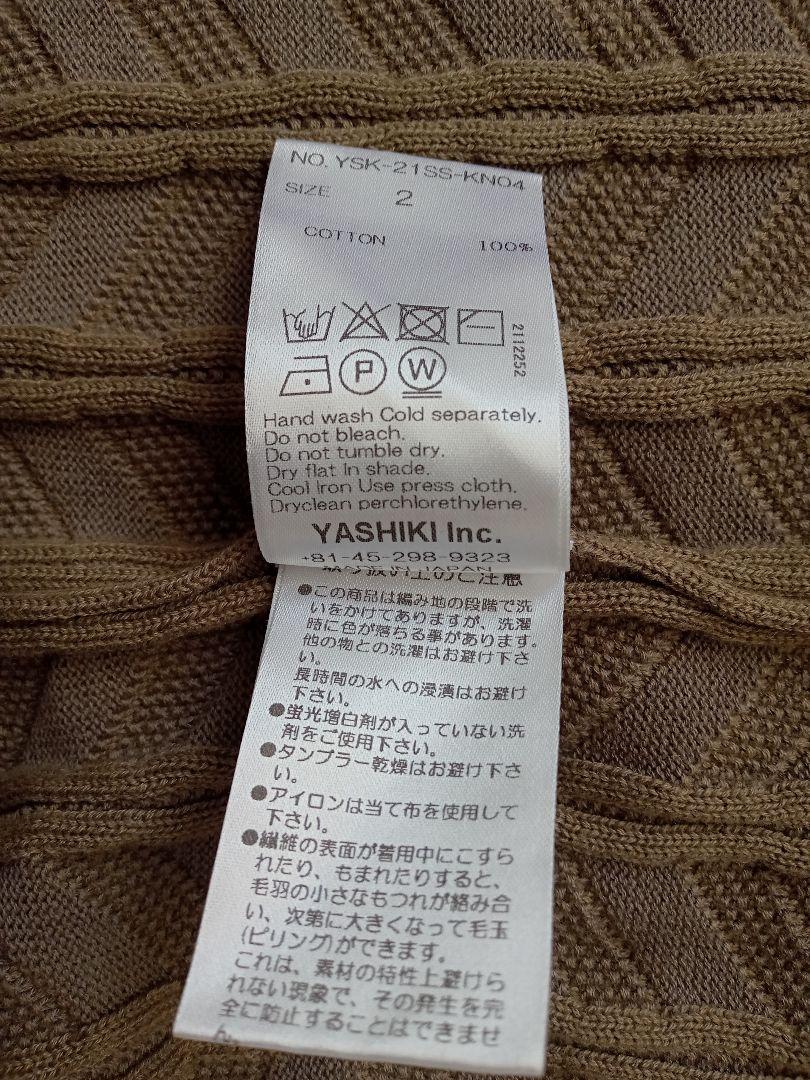 NO. YSK-21SS-KN04
SIZE 2
COTTON 100%
2112252
P
W
Hand wash Cold separately.
Do not bleach.
Do not tumble dry.
Dry flat In shade.
Cool Iron Use press cloth.
Dryclean perchlorethylene.
YASHIKI Inc.
+81-45-298-9323
IN JAPAN
取り扱い上のご注意
●この商品は編み地の段階で洗
いをかけてありますが、洗濯
時に色が落ちる事があります。
他の物との洗濯はお避け下さ
い。
長時間の水への浸漬はお避け
下さい。
●蛍光増白剤が入っていない洗
剤をご使用下さい。
●タンブラー乾燥はお避け下さ
い。
●アイロンは当て布を使用して
下さい。
●繊維の表面が着用中にこすら
れたり、もまれたりすると、
毛羽の小さなもつれが絡み合
い、次第に大きくなって毛玉
(ピリング)ができます。
これは、素材の特性上避けら
れない現象で、その発生を完
全に防止することはできませ